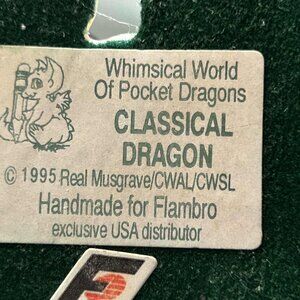 Whimsical World
Of Pocket Dragons
CLASSICAL
DRAGON
© 1995 Real Musgrave/CWAL/CWSL
Handmade for Flambro
exclusive USA distributor